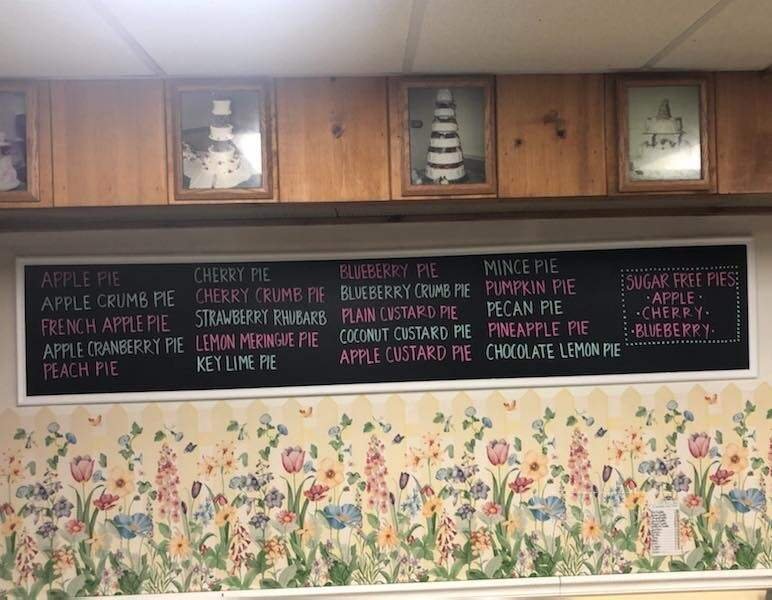 APPLE PIE
APPLE CRUMB PIE
FRENCH APPLE PIE
APPLE CRANBERRY PIE
PEACH PIE
CHERRY PIE
CHERRY CRUMB PIE
STRAWBERRY RHUBARB
LEMON MERINGUE PIE
KEY LIME PIE
BLUEBERRY PIE
BLUEBERRY CRUMB PIE
PLAIN CUSTARD PIE
COCONUT CUSTARD PIE
APPLE CUSTARD PIE
MINCE PIE
PUMPKIN PIE
PECAN PIE
PINEAPPLE PIE
CHOCOLATE LEMON PIE
SUGAR FREE PIES:
· APPLE ·
· CHERRY ·
· BLUEBERRY ·